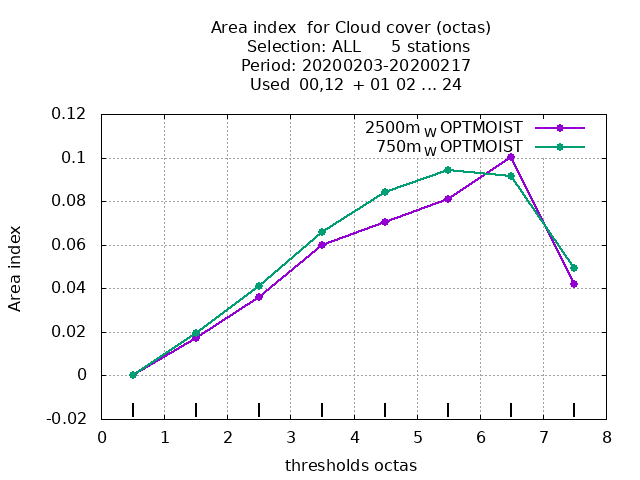 Area index  for Cloud cover (octas)
Selection: ALL      5 stations
Period: 20200203-20200217
Used  00,12  + 01 02 ... 24
2500m W OPTMOIST
750m W OPTMOIST
0.12
0.1
0.08
0.06
0.04
0.02
0
-0.02
Area index
0 1 2 3 4 5 6 7 8
thresholds octas